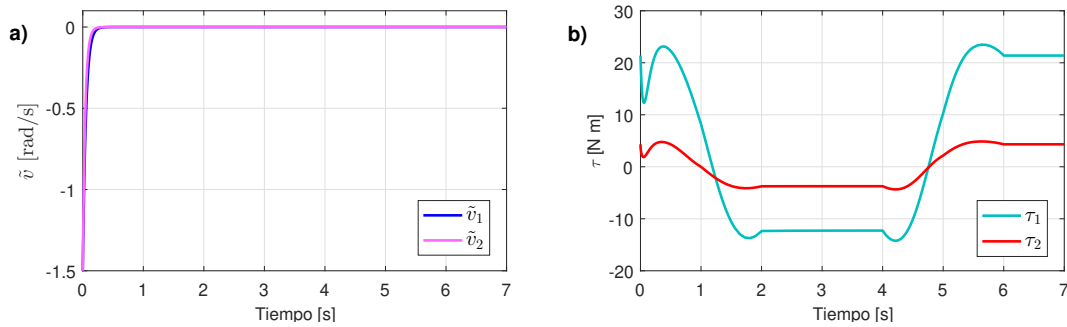 a)
0
-0.5
-1
-1.5
ṽ [rad/s]
ṽ₁
ṽ₂
0 1 2 3 4 5 6 7
Tiempo [s]
b)
30
20
10
0
-10
-20
τ [N m]
τ₁
τ₂
0 1 2 3 4 5 6 7
Tiempo [s]